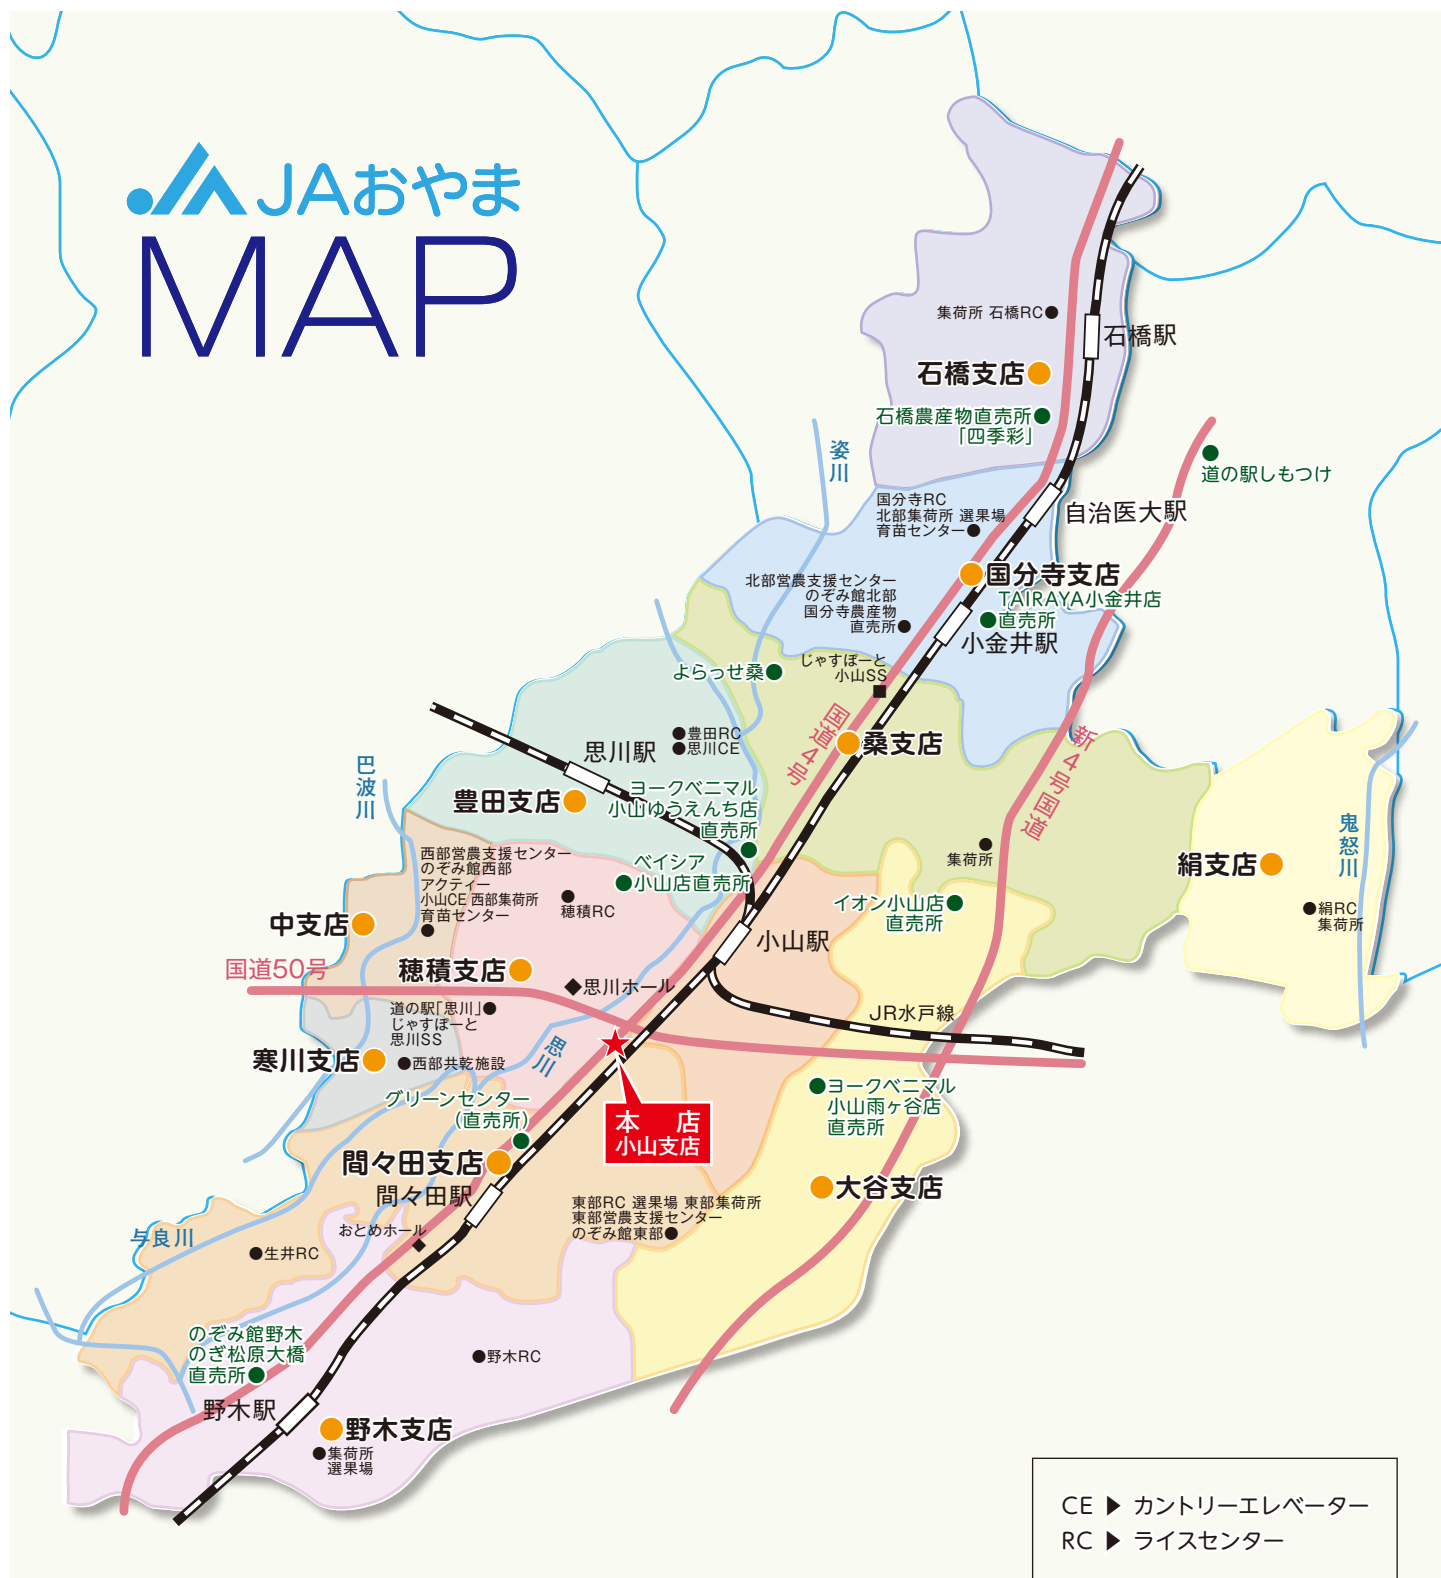 JAおやま
MAP
集荷所 石橋RC
石橋駅
石橋支店
石橋農産物直売所
「四季彩」
姿川
道の駅しもつけ
国分寺RC
北部集荷所 選果場
育苗センター
自治医大駅
国分寺支店
北部営農支援センター
のぞみ館北部
国分寺農産物
直売所
TAIRAYA小金井店
直売所
小金井駅
じゃすぽーと
小山SS
よらっせ桑
国道4号
桑支店
新4号国道
豊田RC
思川CE
思川駅
巴波川
豊田支店
ヨークベニマル
小山ゆうえんち店
直売所
鬼怒川
西部営農支援センター
のぞみ館西部
アクティー
小山CE 西部集荷所
育苗センター
ベイシア
小山店直売所
集荷所
絹支店
穂積RC
イオン小山店
直売所
絹RC
集荷所
中支店
小山駅
国道50号
穂積支店
思川ホール
道の駅「思川」
じゃすぽーと
思川SS
JR水戸線
思川
寒川支店
西部共乾施設
グリーンセンター
(直売所)
ヨークベニマル
小山雨ヶ谷店
直売所
本 店
小山支店
間々田支店
間々田駅
大谷支店
東部RC 選果場 東部集荷所
東部営農支援センター
のぞみ館東部
おとめホール
与良川
生井RC
のぞみ館野木
のぎ松原大橋
直売所
野木RC
野木駅
野木支店
集荷所
選果場
CE ▶ カントリーエレベーター
RC ▶ ライスセンター